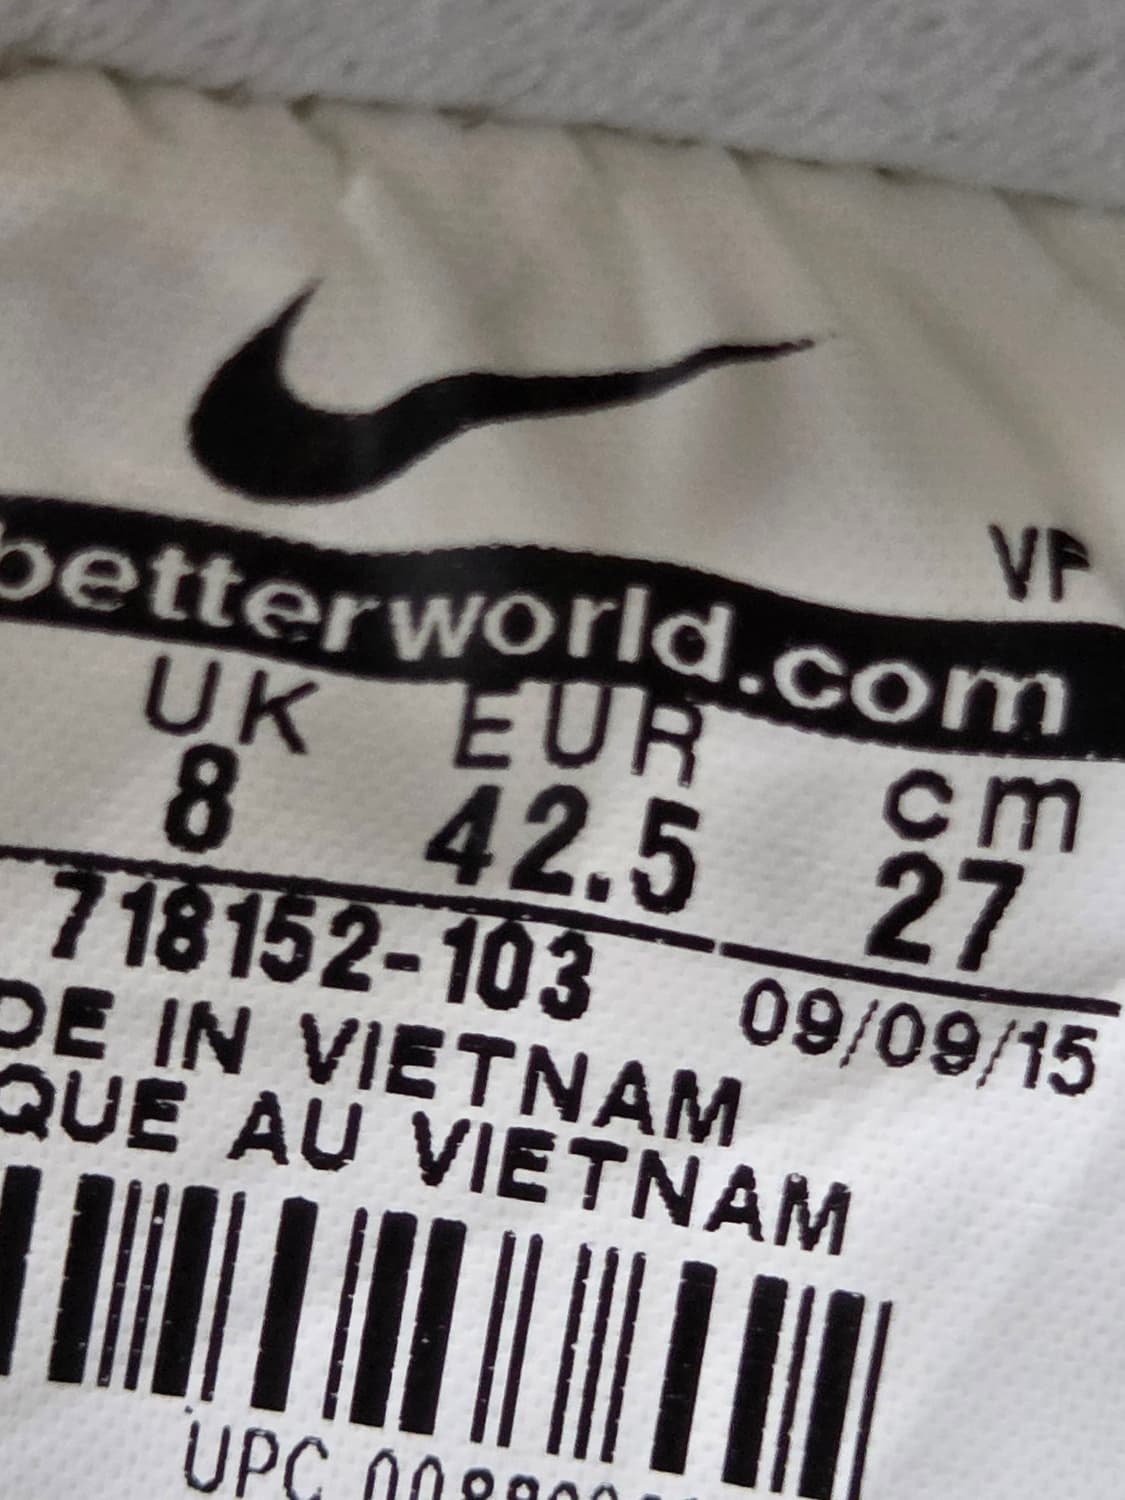 VF
betterworld.com
UK EUR cm
8 42.5 27
718152-103 09/09/15
DE IN VIETNAM
QUE AU VIETNAM
UPC